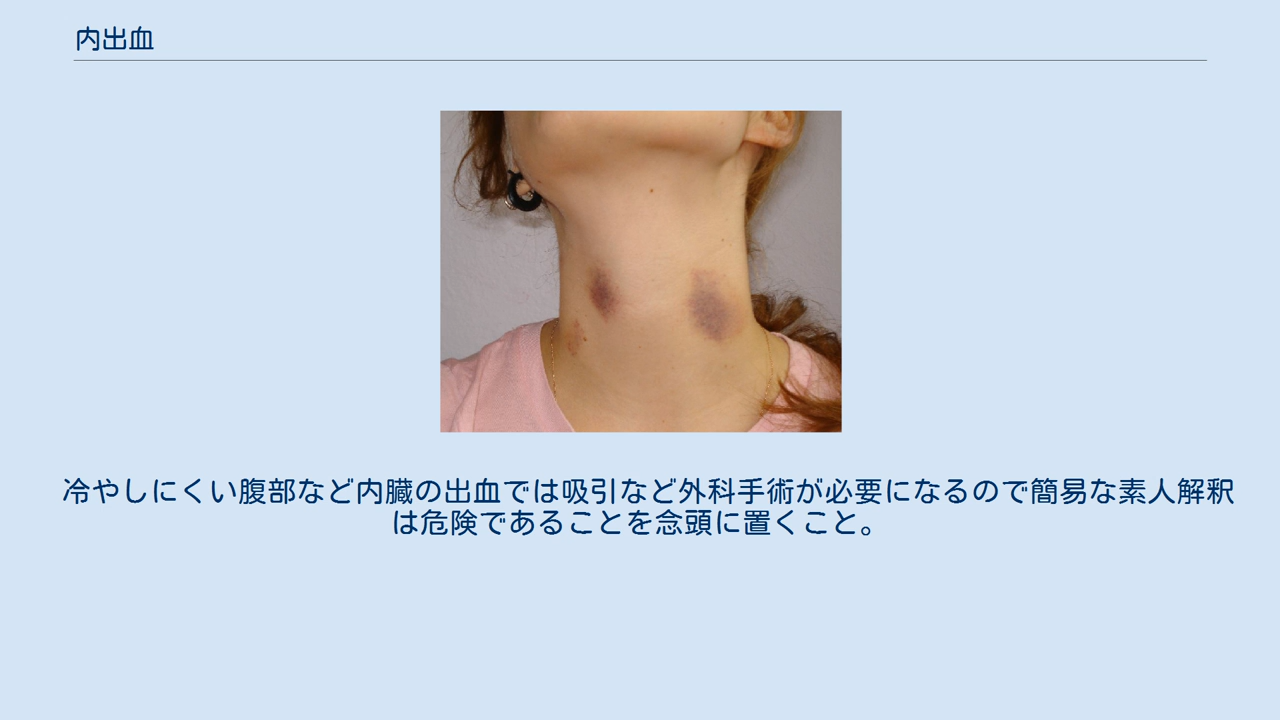 内出血
冷やしにくい腹部など内臓の出血では吸引など外科手術が必要になるので簡易な素人解釈
は危険であることを念頭に置くこと。